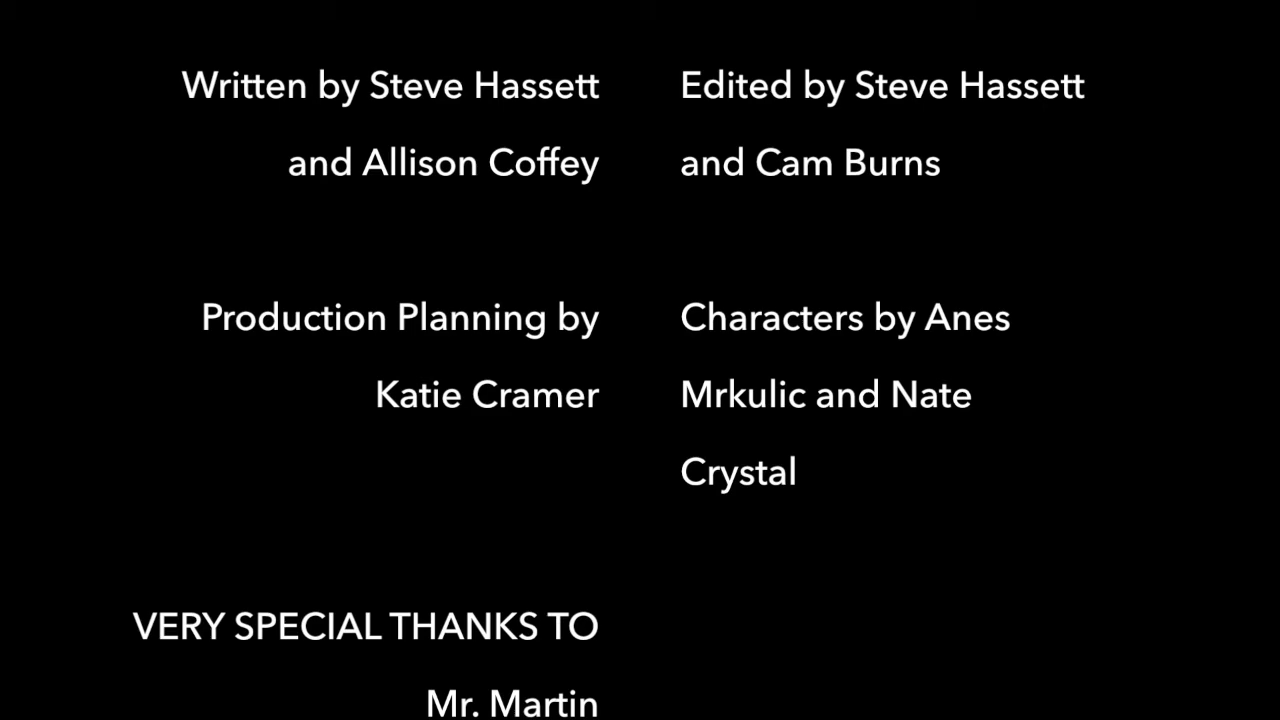 Written by Steve Hassett
and Allison Coffey
Edited by Steve Hassett
and Cam Burns
Production Planning by
Katie Cramer
Characters by Anes
Mrkulic and Nate
Crystal
VERY SPECIAL THANKS TO
Mr. Martin